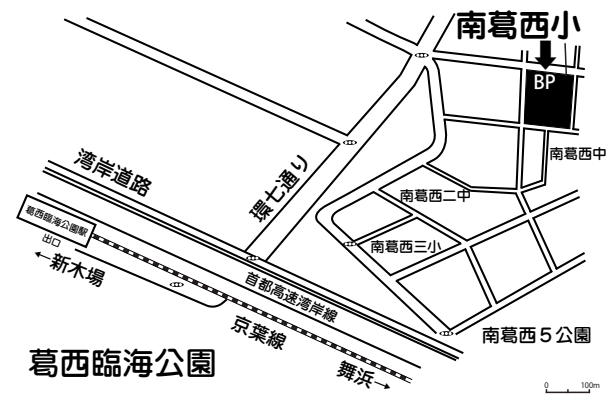 南葛西小
BP
南葛西中
湾岸道路
環七通り
南葛西二中
葛西臨海公園駅
出口
南葛西三小
←新木場
首都高速湾岸線
京葉線
南葛西5公園
葛西臨海公園
舞浜→
0 100m